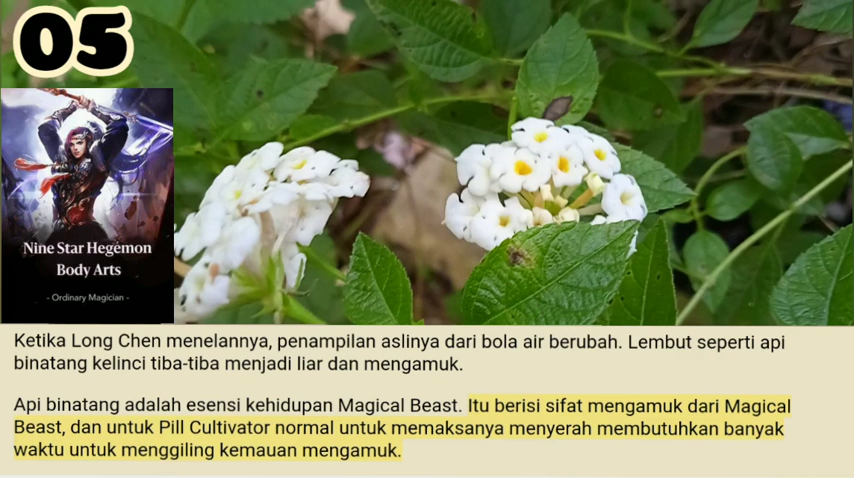 05
Nine Star Hegemon
Body Arts
- Ordinary Magician -
Ketika Long Chen menelannya, penampilan aslinya dari bola air berubah. Lembut seperti api
binatang kelinci tiba-tiba menjadi liar dan mengamuk.
Api binatang adalah esensi kehidupan Magical Beast. Itu berisi sifat mengamuk dari Magical
Beast, dan untuk Pill Cultivator normal untuk memaksanya menyerah membutuhkan banyak
waktu untuk menggiling kemauan mengamuk.